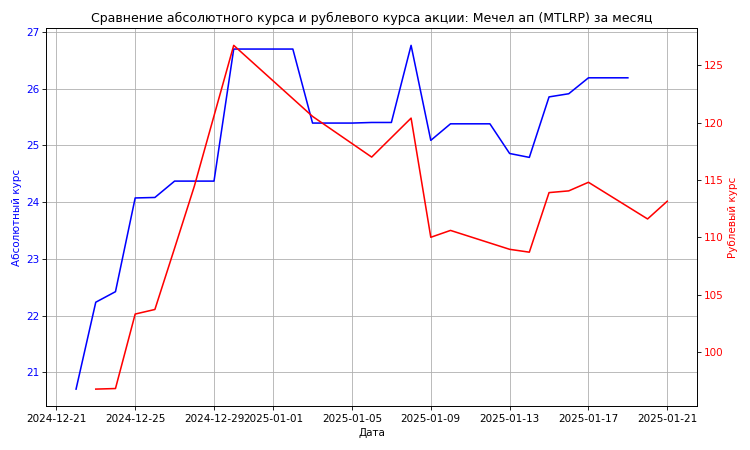 Сравнение абсолютного курса и рублевого курса акции: Мечел ап (MTLRP) за месяц
27
26
25
24
23
22
21
Абсолютный курс
125
120
115
110
105
100
Рублевый курс
2024-12-21 2024-12-25 2024-12-29 2025-01-01 2025-01-05 2025-01-09 2025-01-13 2025-01-17 2025-01-21
Дата